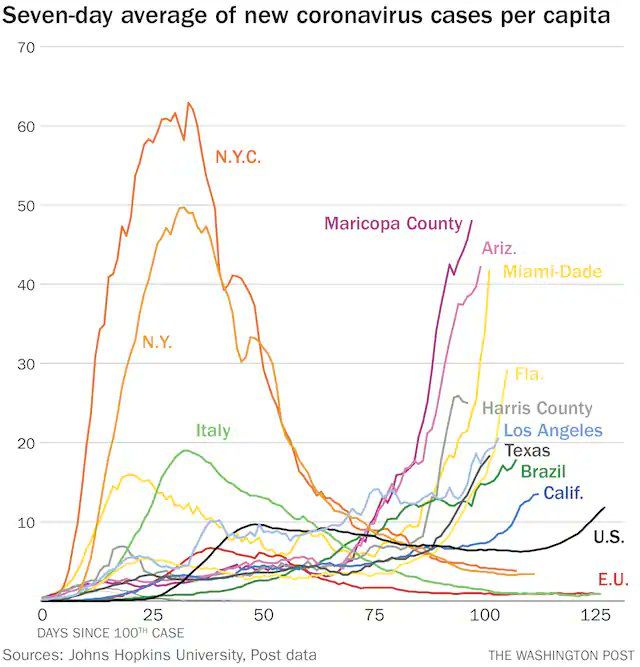 Seven-day average of new coronavirus cases per capita
70
60
50
40
30
20
10
N.Y.C.
Maricopa County
Ariz.
Miami-Dade
N.Y.
Fla.
Harris County
Italy
Los Angeles
Texas
Brazil
Calif.
U.S.
E.U.
0 25 50 75 100 125
DAYS SINCE 100TH CASE
Sources: Johns Hopkins University, Post data THE WASHINGTON POST